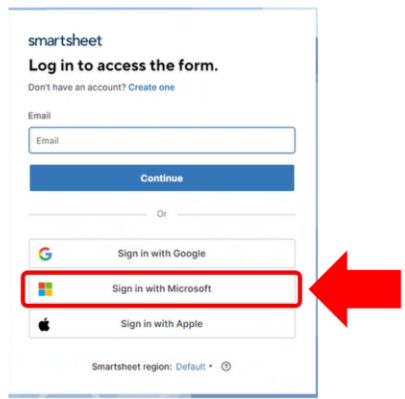 smartsheet
Log in to access the form.
Don't have an account? Create one
Email
Email
Continue
Or
Sign in with Google
Sign in with Microsoft
Sign in with Apple
Smartsheet region: Default